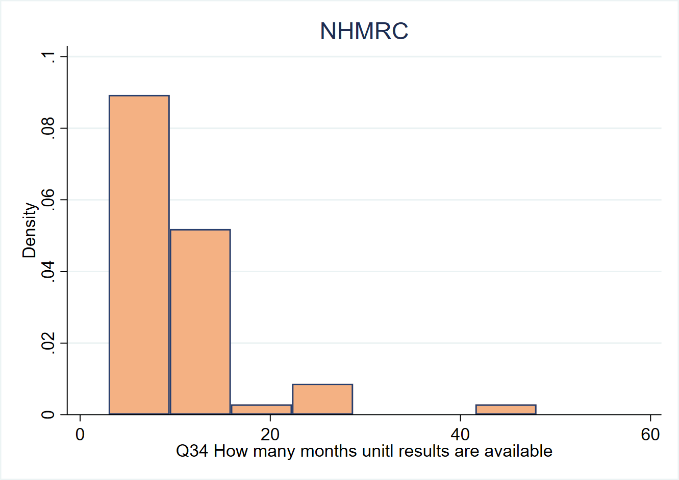 NHMRC
.1
.08
.06
.04
.02
0
Density
0 20 40 60
Q34 How many months unitl results are available